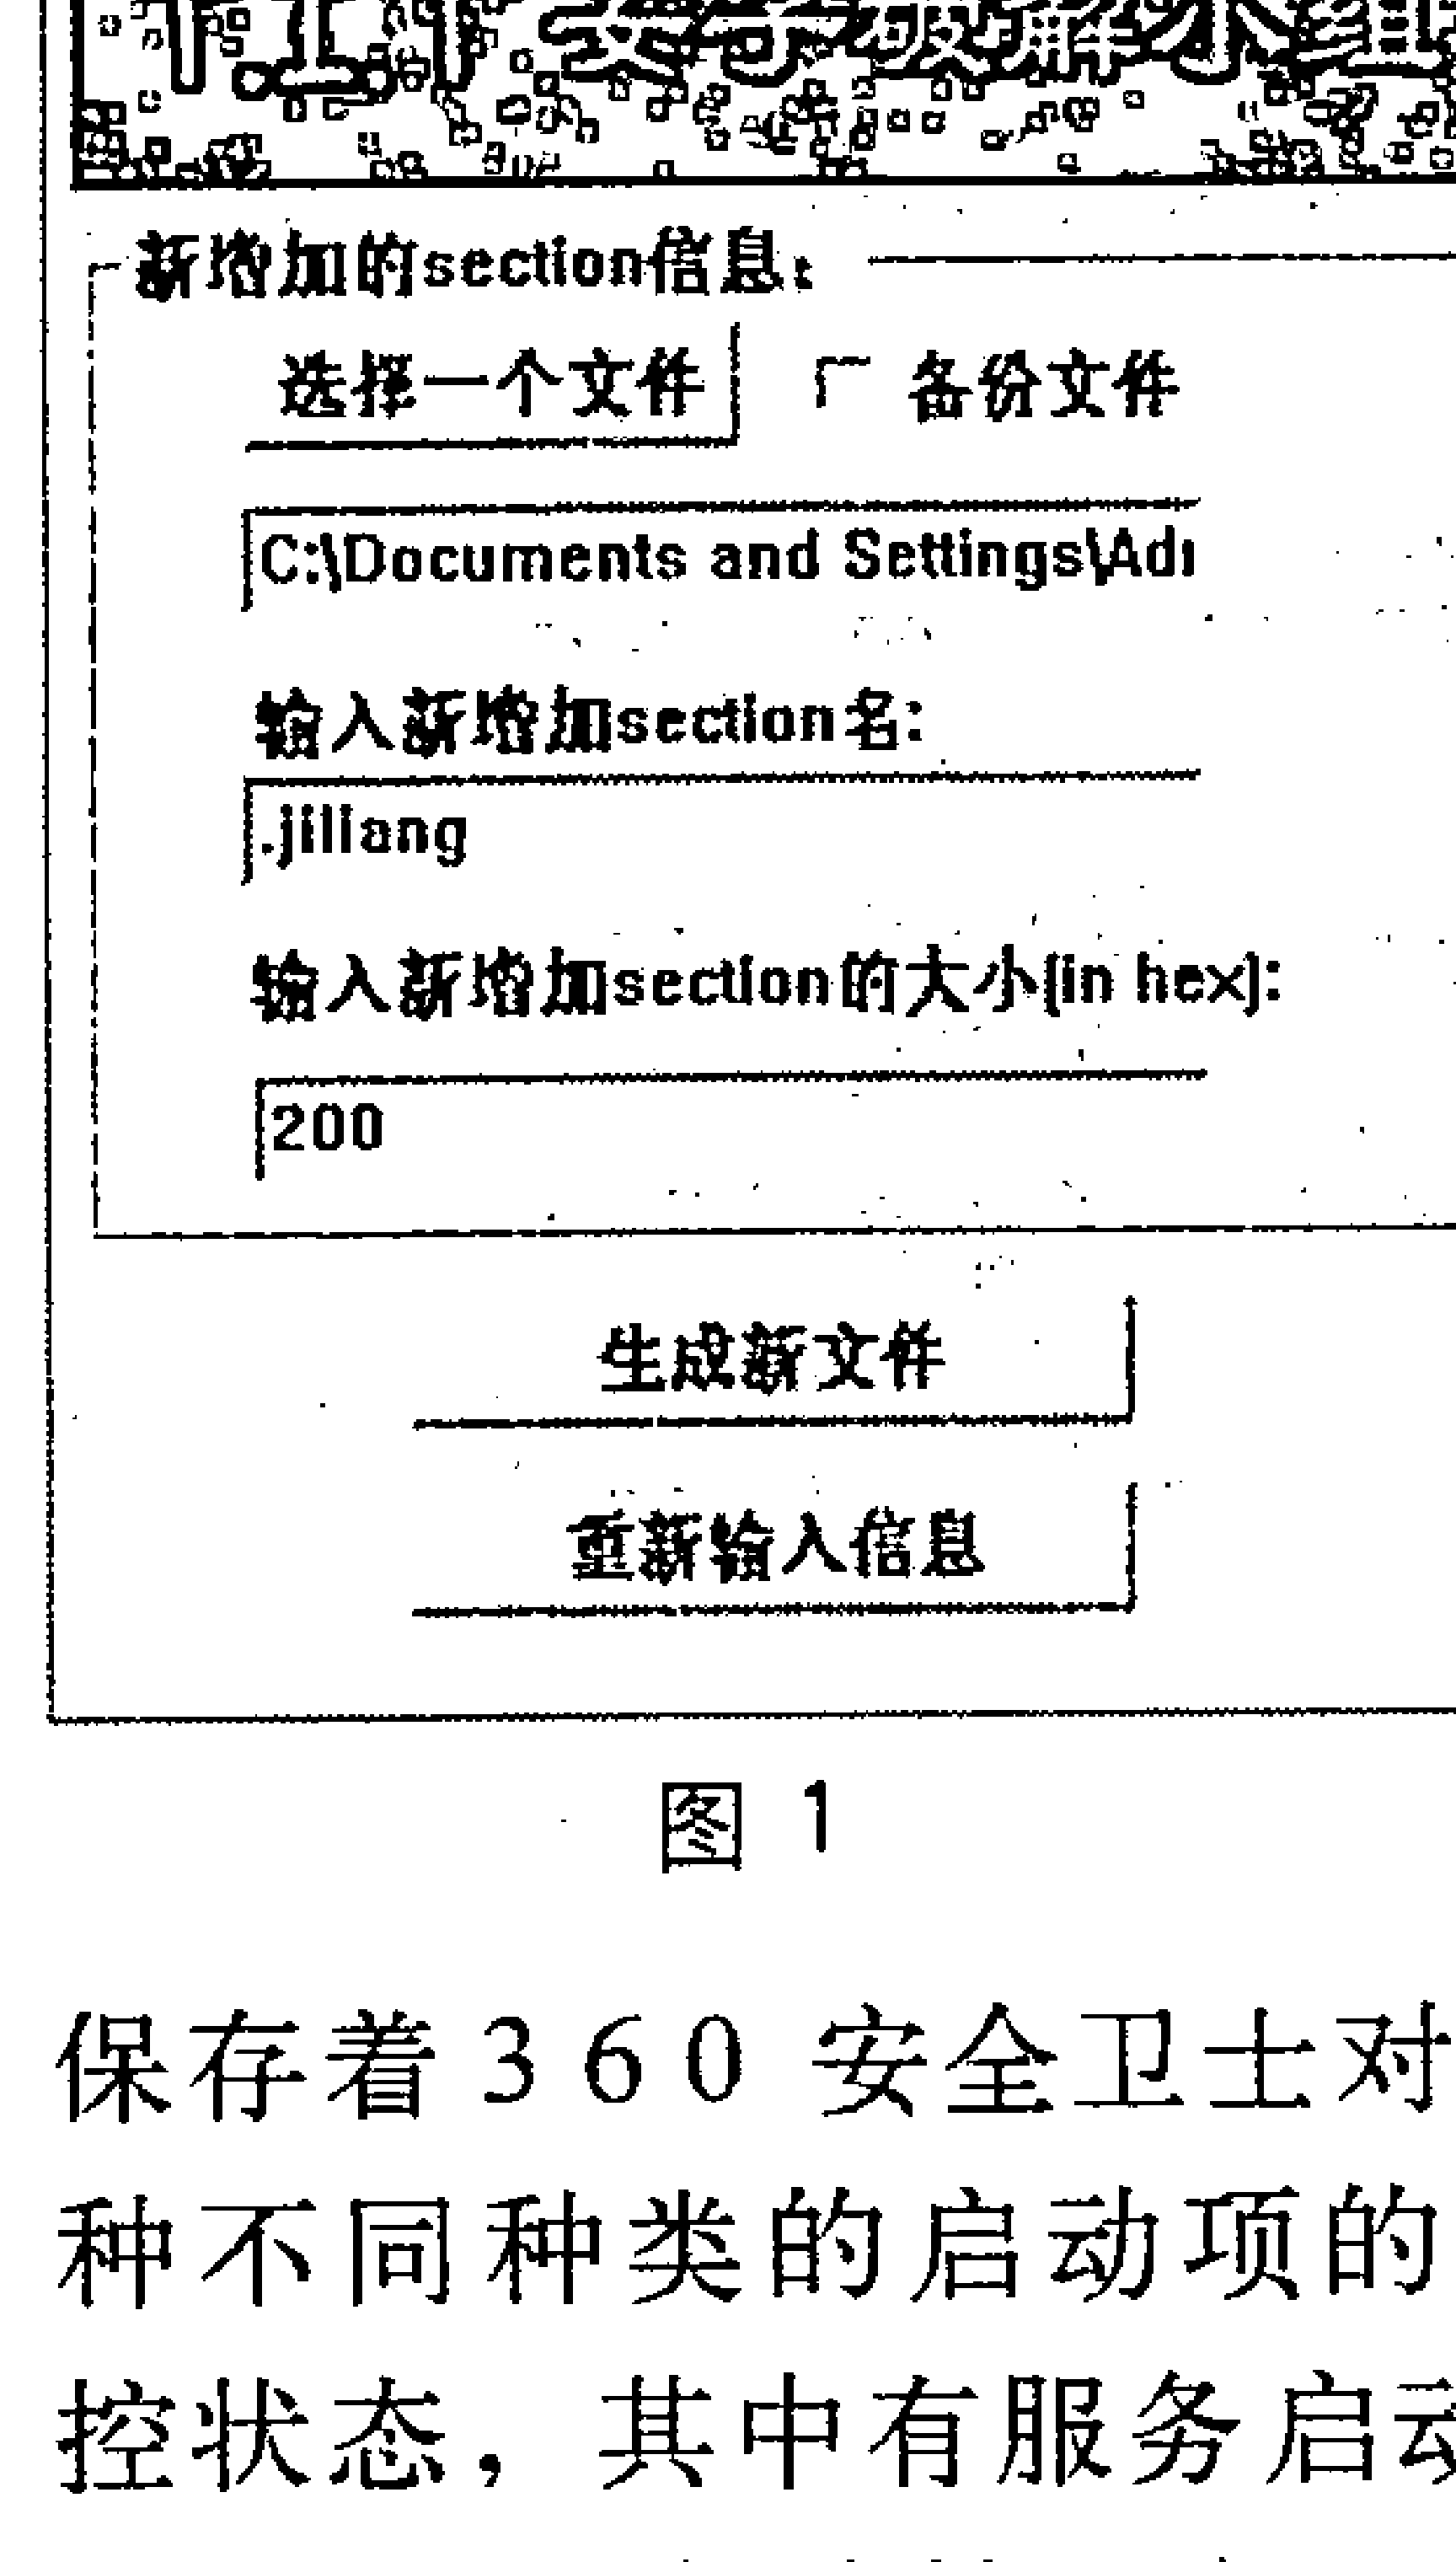 新增加的section信息:
选择一个文件 备份文件
C:\Documents and Settings\Ad
输入新增加section名:
.jiliang
输入新增加section的大小(in hex):
200
生成新文件
重新输入信息
图 1
保存着360 安全卫士对
种不同种类的启动项的
控状态，其中有服务启动